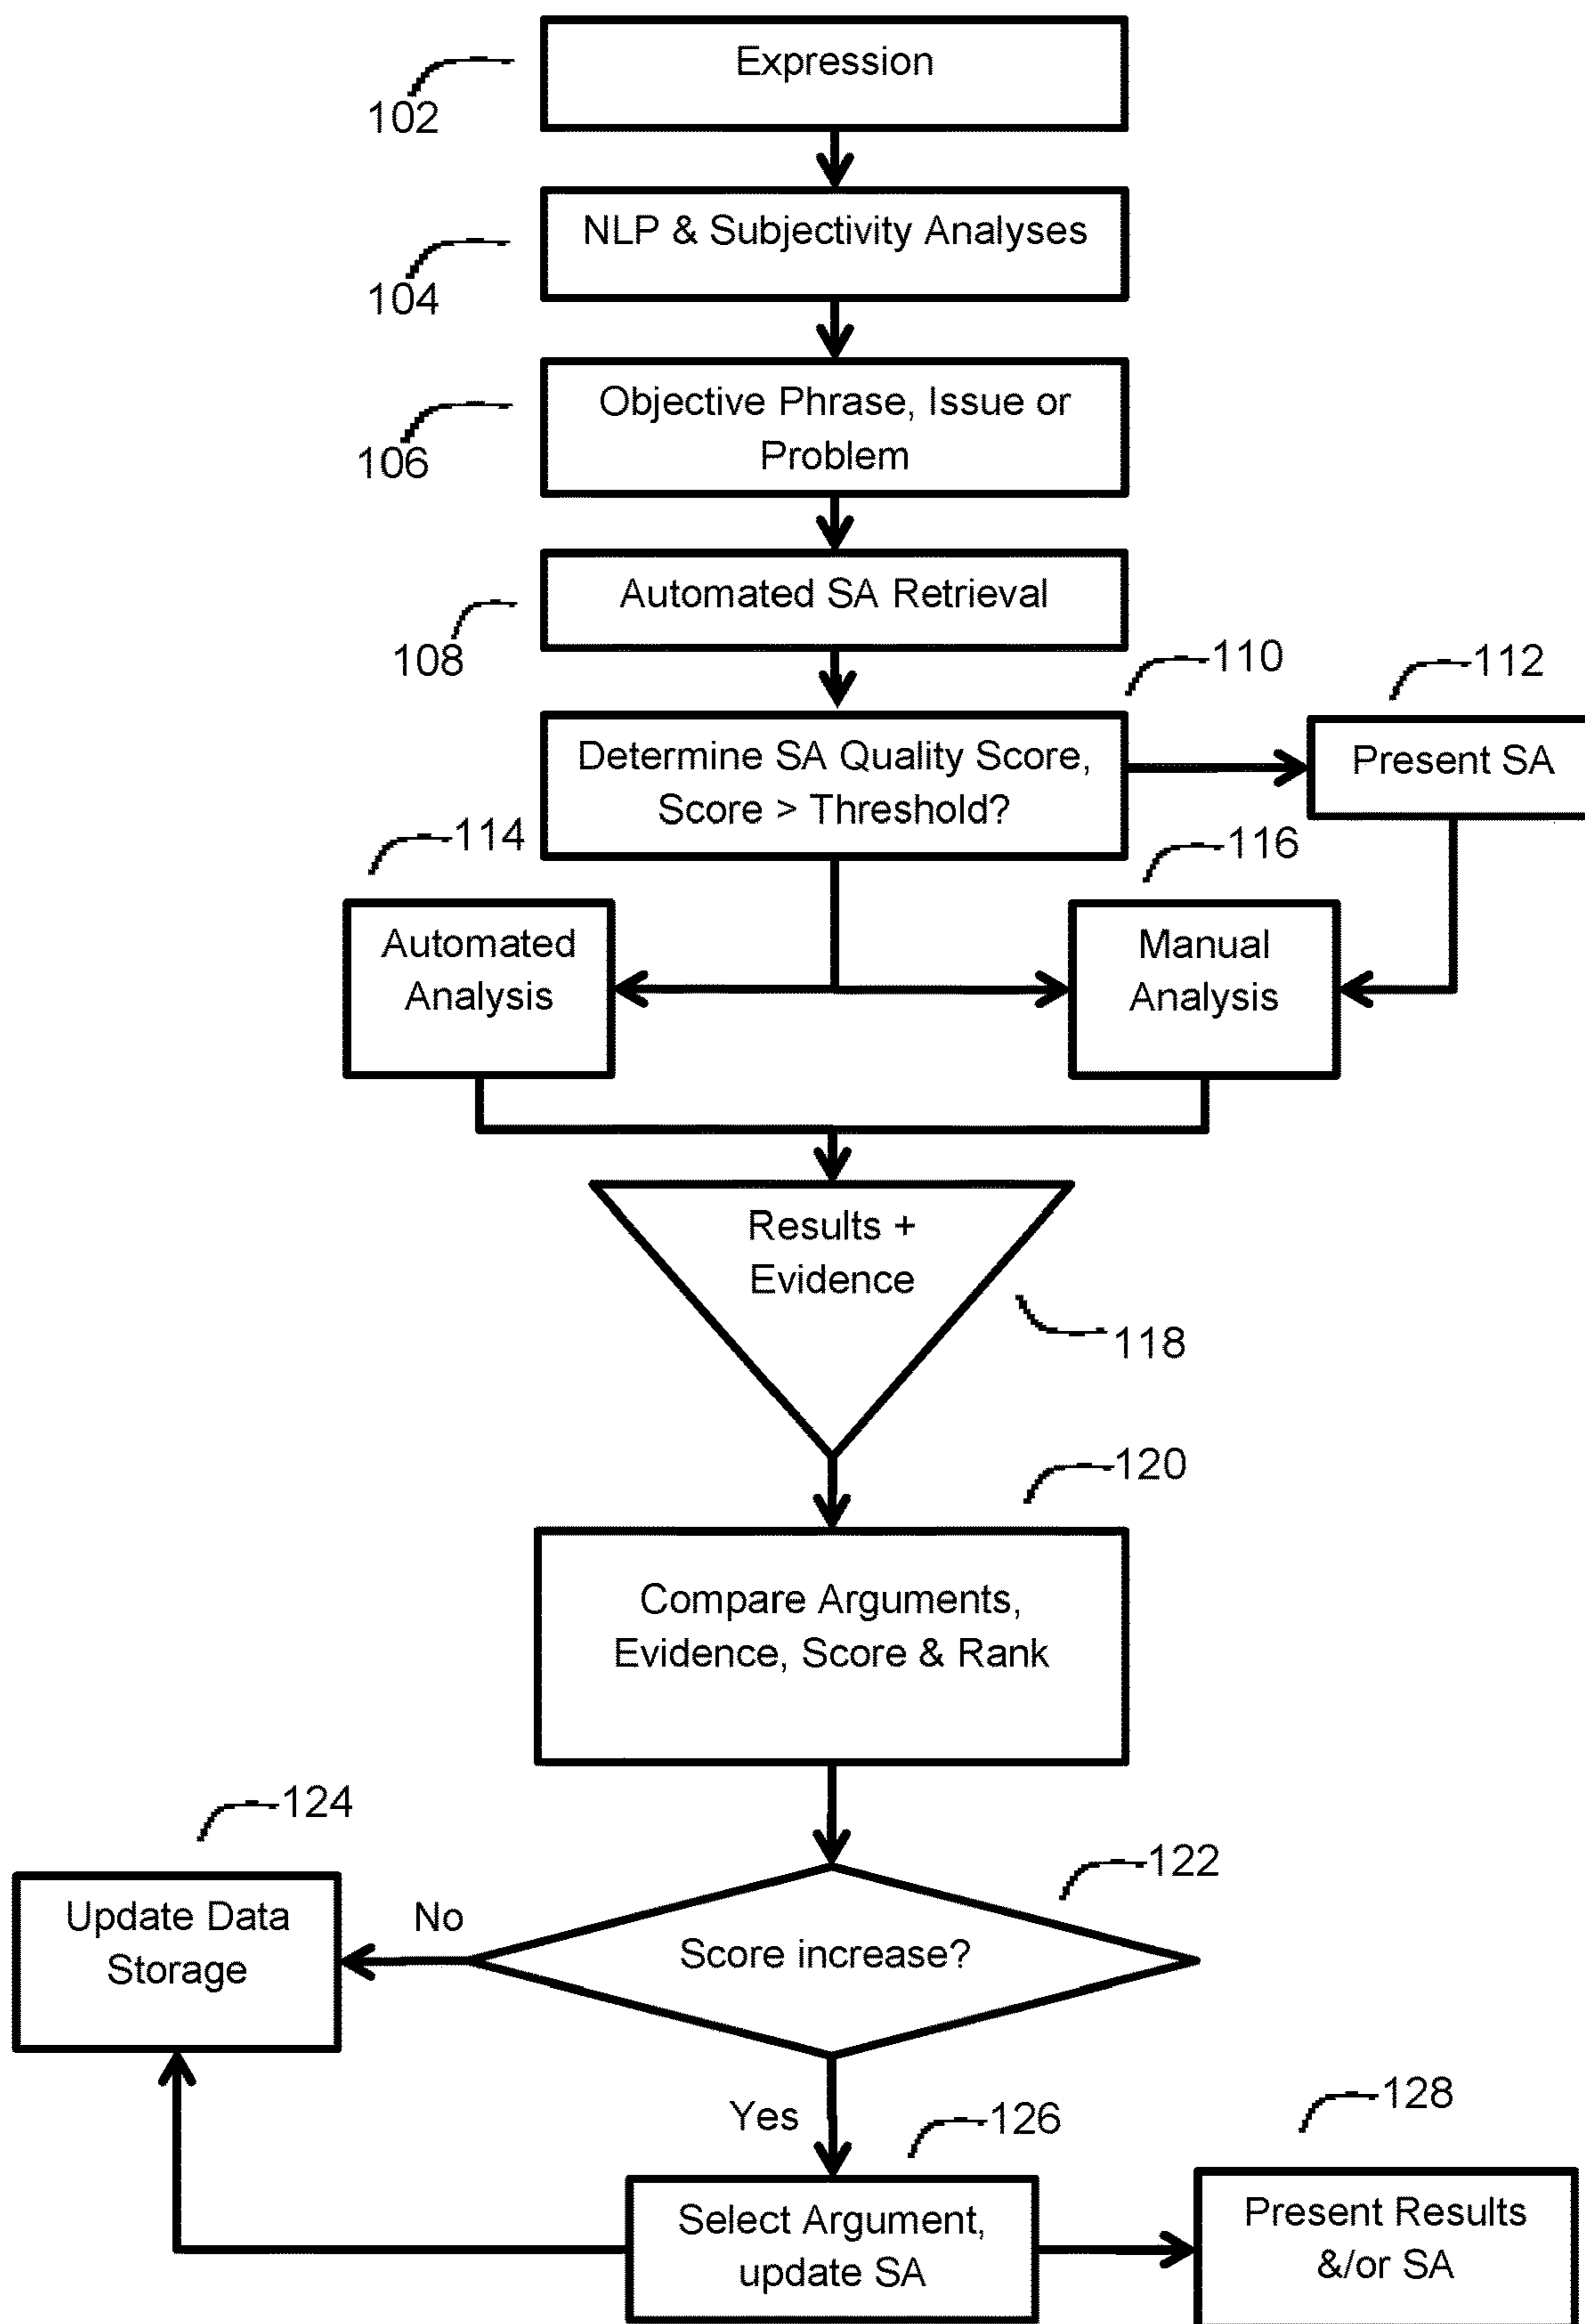 Expression
102
NLP & Subjectivity Analyses
104
Objective Phrase, Issue or
Problem
106
Automated SA Retrieval
108
110
112
Determine SA Quality Score,
Score > Threshold?
Present SA
114
116
Automated
Analysis
Manual
Analysis
Results +
Evidence
118
120
Compare Arguments,
Evidence, Score & Rank
124
122
Update Data
Storage
No
Score increase?
Yes
126
128
Select Argument,
update SA
Present Results
&/or SA